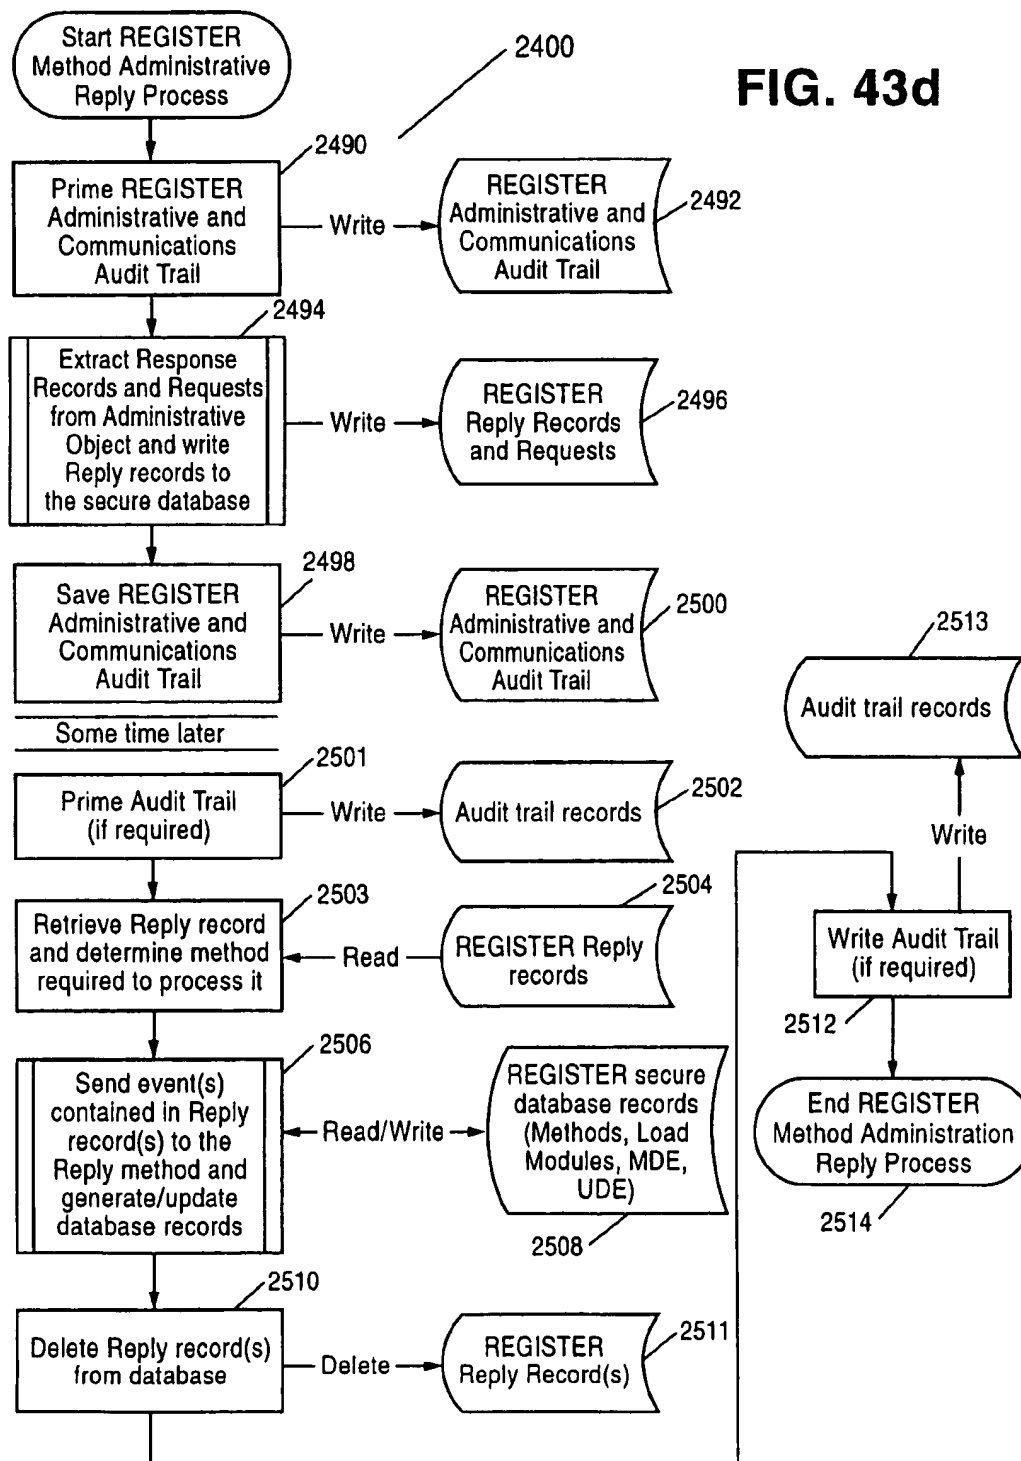 Start REGISTER
Method Administrative
Reply Process
2400
FIG. 43d
2490
Prime REGISTER
Administrative and
Communications
Audit Trail
Write
REGISTER
Administrative and
Communications
Audit Trail
2492
2494
Extract Response
Records and Requests
from Administrative
Object and write
Reply records to
the secure database
Write
REGISTER
Reply Records
and Requests
2496
2498
Save REGISTER
Administrative and
Communications
Audit Trail
Write
REGISTER
Administrative and
Communications
Audit Trail
2500
Some time later
2501
Prime Audit Trail
(if required)
Write
Audit trail records
2502
2503
Retrieve Reply record
and determine method
required to process it
Read
REGISTER Reply
records
2504
2506
Send event(s)
contained in Reply
record(s) to the
Reply method and
generate/update
database records
Read/Write
REGISTER secure
database records
(Methods, Load
Modules, MDE,
UDE)
2508
2510
Delete Reply record(s)
from database
Delete
REGISTER
Reply Record(s)
2511
2513
Audit trail records
Write
Write Audit Trail
(if required)
2512
End REGISTER
Method Administration
Reply Process
2514